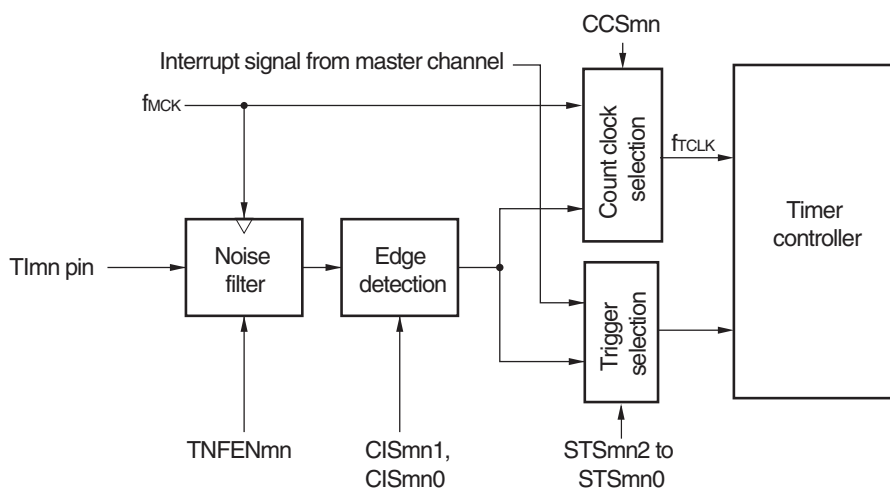 CCSmn
Interrupt signal from master channel
fMCK
Count clock
selection
fTCLK
Timer
controller
TImn pin
Noise
filter
Edge
detection
Trigger
selection
TNFENmn
CISmn1,
CISmn0
STSmn2 to
STSmn0